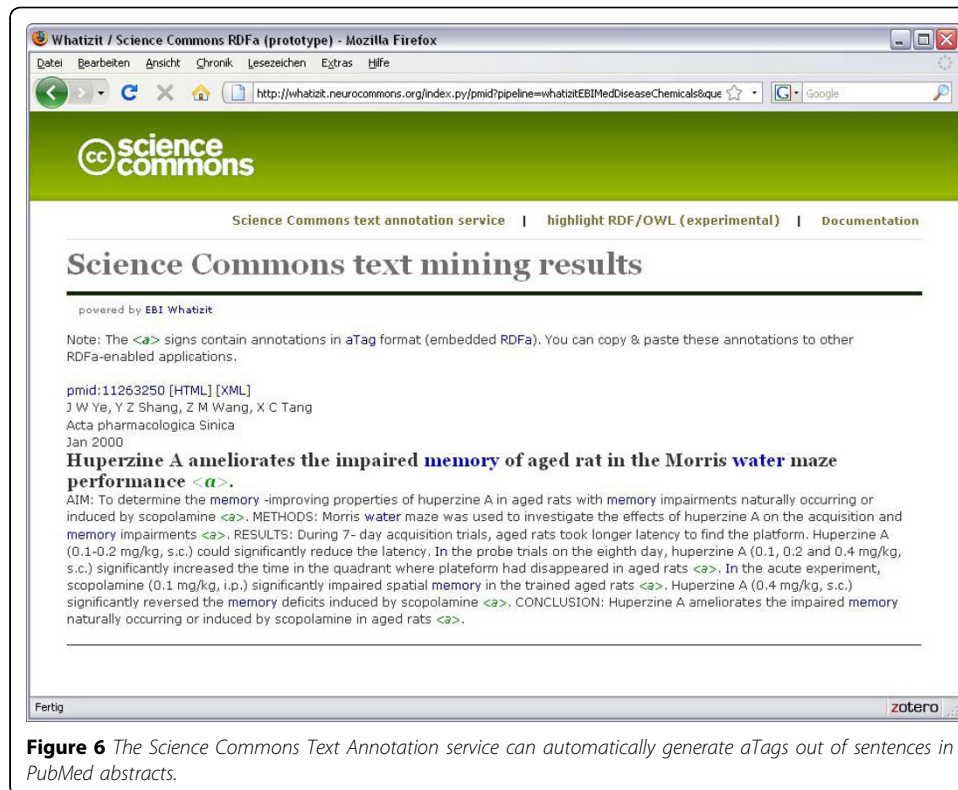 Whatizit / Science Commons RDFa (prototype) - Mozilla Firefox
Datei Bearbeiten Ansicht Chronik Lesezeichen Extras Hilfe
http://whatizit.neurocommons.org/index.py/pmid?pipeline=whatizitEBIMedDiseaseChemicals&que
G Google
cc science commons
Science Commons text annotation service | highlight RDF/OWL (experimental) | Documentation
Science Commons text mining results
powered by EBI Whatizit
Note: The <a> signs contain annotations in aTag format (embedded RDFa). You can copy & paste these annotations to other
RDFa-enabled applications.
pmid:11263250 [HTML] [XML]
J W Ye, Y Z Shang, Z M Wang, X C Tang
Acta pharmacologica Sinica
Jan 2000
Huperzine A ameliorates the impaired memory of aged rat in the Morris water maze
performance <a>.
AIM: To determine the memory -improving properties of huperzine A in aged rats with memory impairments naturally occurring or
induced by scopolamine <a>. METHODS: Morris water maze was used to investigate the effects of huperzine A on the acquisition and
memory impairments <a>. RESULTS: During 7- day acquisition trials, aged rats took longer latency to find the platform. Huperzine A
(0.1-0.2 mg/kg, s.c.) could significantly reduce the latency. In the probe trials on the eighth day, huperzine A (0.1, 0.2 and 0.4 mg/kg,
s.c.) significantly increased the time in the quadrant where plateform had disappeared in aged rats <a>. In the acute experiment,
scopolamine (0.1 mg/kg, i.p.) significantly impaired spatial memory in the trained aged rats <a>. Huperzine A (0.4 mg/kg, s.c.)
significantly reversed the memory deficits induced by scopolamine <a>. CONCLUSION: Huperzine A ameliorates the impaired memory
naturally occurring or induced by scopolamine in aged rats <a>.
Fertig
zotero
Figure 6 The Science Commons Text Annotation service can automatically generate aTags out of sentences in
PubMed abstracts.